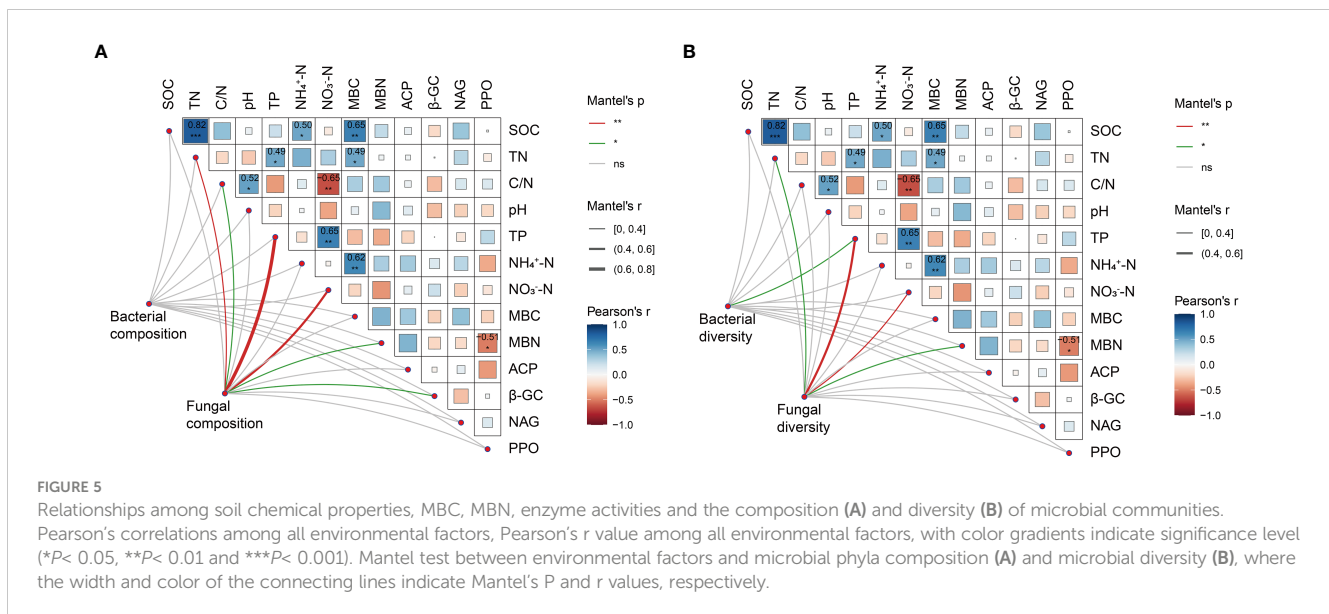 A
B
SOC TN C/N pH TP NH₄⁺-N NO₃⁻-N MBC MBN ACP β-GC NAG PPO
0.82 *** 0.50 * 0.65 ** SOC
0.49 * 0.49 * TN
0.52 * −0.65 ** C/N
pH
0.65 ** TP
0.62 ** NH₄⁺-N
NO₃⁻-N
MBC
−0.51 * MBN
ACP
β-GC
NAG
PPO
Bacterial
composition
Fungal
composition
Mantel's p
**
*
ns
Mantel's r
[0, 0.4]
(0.4, 0.6]
(0.6, 0.8]
Pearson's r
1.0
0.5
0.0
−0.5
−1.0
SOC TN C/N pH TP NH₄⁺-N NO₃⁻-N MBC MBN ACP β-GC NAG PPO
0.82 *** 0.50 * 0.65 ** SOC
0.49 * 0.49 * TN
0.52 * −0.65 ** C/N
pH
0.65 ** TP
0.62 ** NH₄⁺-N
NO₃⁻-N
MBC
−0.51 * MBN
ACP
β-GC
NAG
PPO
Bacterial
diversity
Fungal
diversity
Mantel's p
**
*
ns
Mantel's r
[0, 0.4]
(0.4, 0.6]
Pearson's r
1.0
0.5
0.0
−0.5
−1.0
FIGURE 5
Relationships among soil chemical properties, MBC, MBN, enzyme activities and the composition (A) and diversity (B) of microbial communities.
Pearson's correlations among all environmental factors, Pearson's r value among all environmental factors, with color gradients indicate significance level
(*P< 0.05, **P< 0.01 and ***P< 0.001). Mantel test between environmental factors and microbial phyla composition (A) and microbial diversity (B), where
the width and color of the connecting lines indicate Mantel's P and r values, respectively.